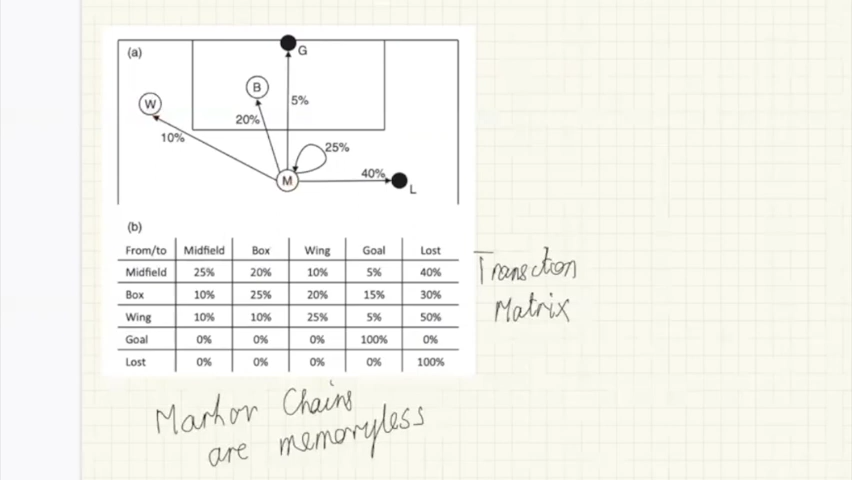 (a)
G
W
B
5%
20%
10%
25%
M
40%
L
(b)
From/to Midfield Box Wing Goal Lost
Midfield 25% 20% 10% 5% 40%
Box 10% 25% 20% 15% 30%
Wing 10% 10% 25% 5% 50%
Goal 0% 0% 0% 100% 0%
Lost 0% 0% 0% 0% 100%
Transction
Matrix
Markov Chains
are memoryless